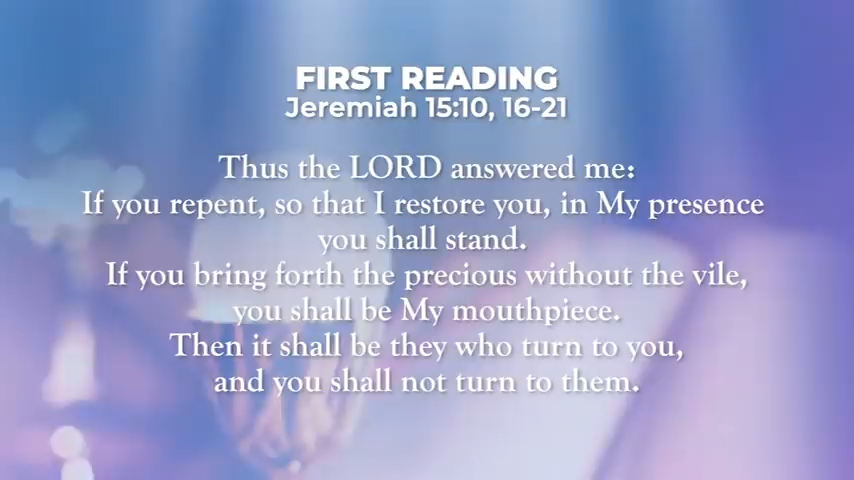 FIRST READING
Jeremiah 15:10, 16-21
Thus the LORD answered me:
If you repent, so that I restore you, in My presence
you shall stand.
If you bring forth the precious without the vile,
you shall be My mouthpiece.
Then it shall be they who turn to you,
and you shall not turn to them.